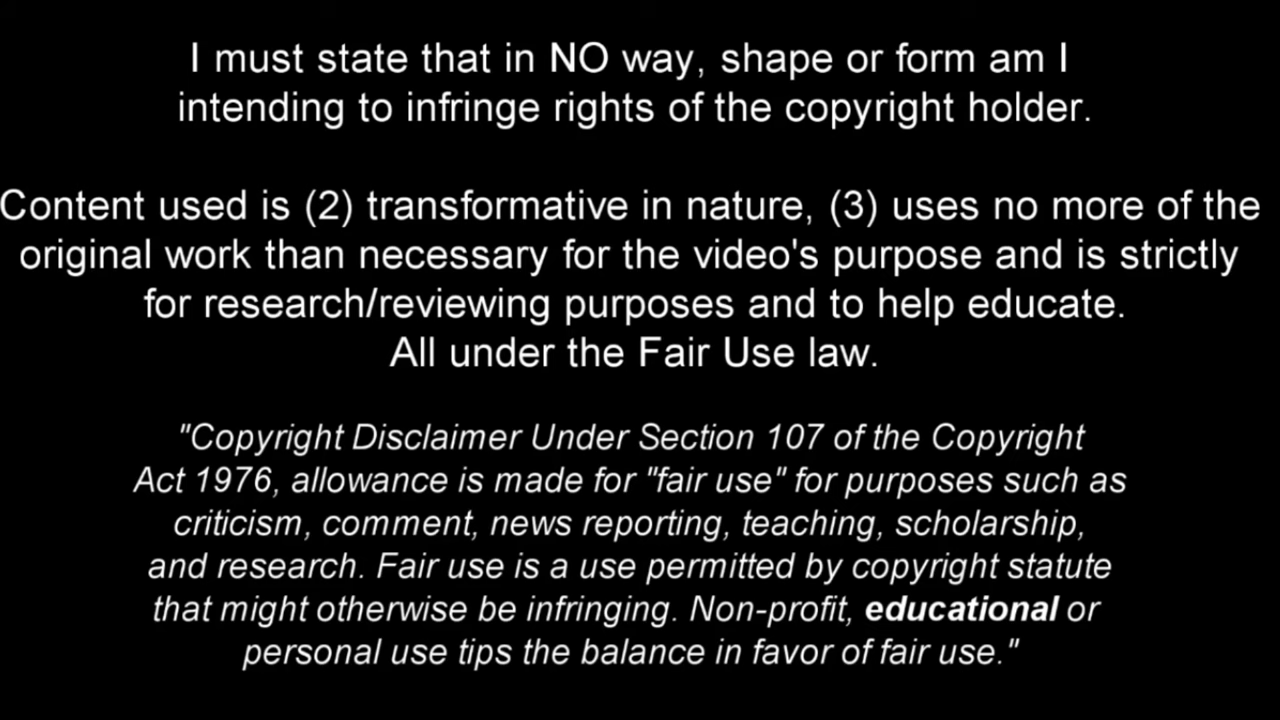 I must state that in NO way, shape or form am I
intending to infringe rights of the copyright holder.
Content used is (2) transformative in nature, (3) uses no more of the
original work than necessary for the video's purpose and is strictly
for research/reviewing purposes and to help educate.
All under the Fair Use law.
"Copyright Disclaimer Under Section 107 of the Copyright
Act 1976, allowance is made for "fair use" for purposes such as
criticism, comment, news reporting, teaching, scholarship,
and research. Fair use is a use permitted by copyright statute
that might otherwise be infringing. Non-profit, educational or
personal use tips the balance in favor of fair use."